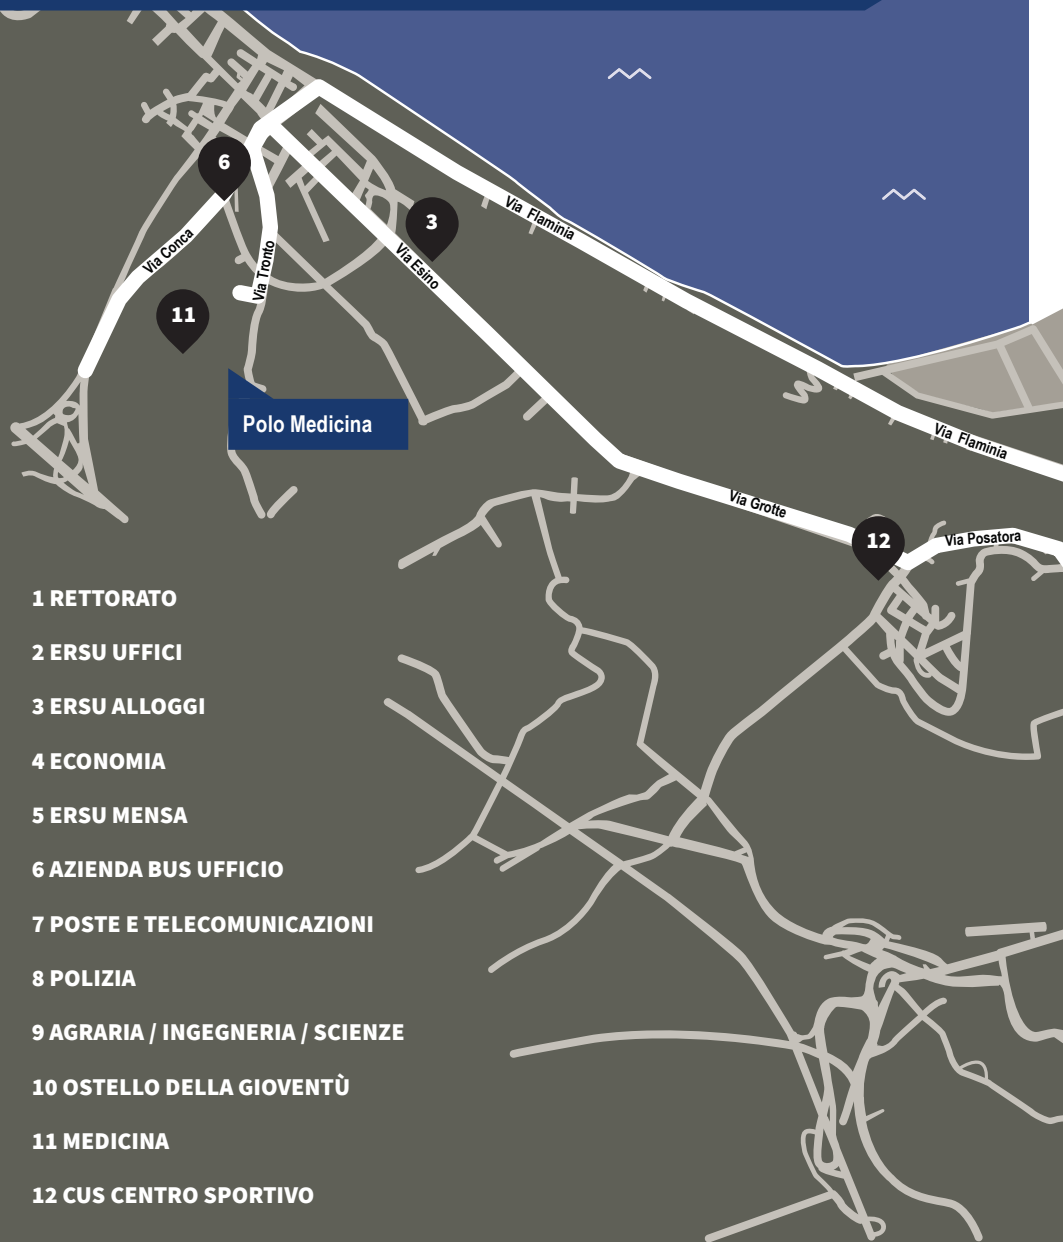 6
Via Flaminia
3
Via Conca
Via Tronto
Via Esino
11
Polo Medicina
Via Flaminia
Via Grotte
12
Via Posatora
1 RETTORATO
2 ERSU UFFICI
3 ERSU ALLOGGI
4 ECONOMIA
5 ERSU MENSA
6 AZIENDA BUS UFFICIO
7 POSTE E TELECOMUNICAZIONI
8 POLIZIA
9 AGRARIA / INGEGNERIA / SCIENZE
10 OSTELLO DELLA GIOVENTÙ
11 MEDICINA
12 CUS CENTRO SPORTIVO